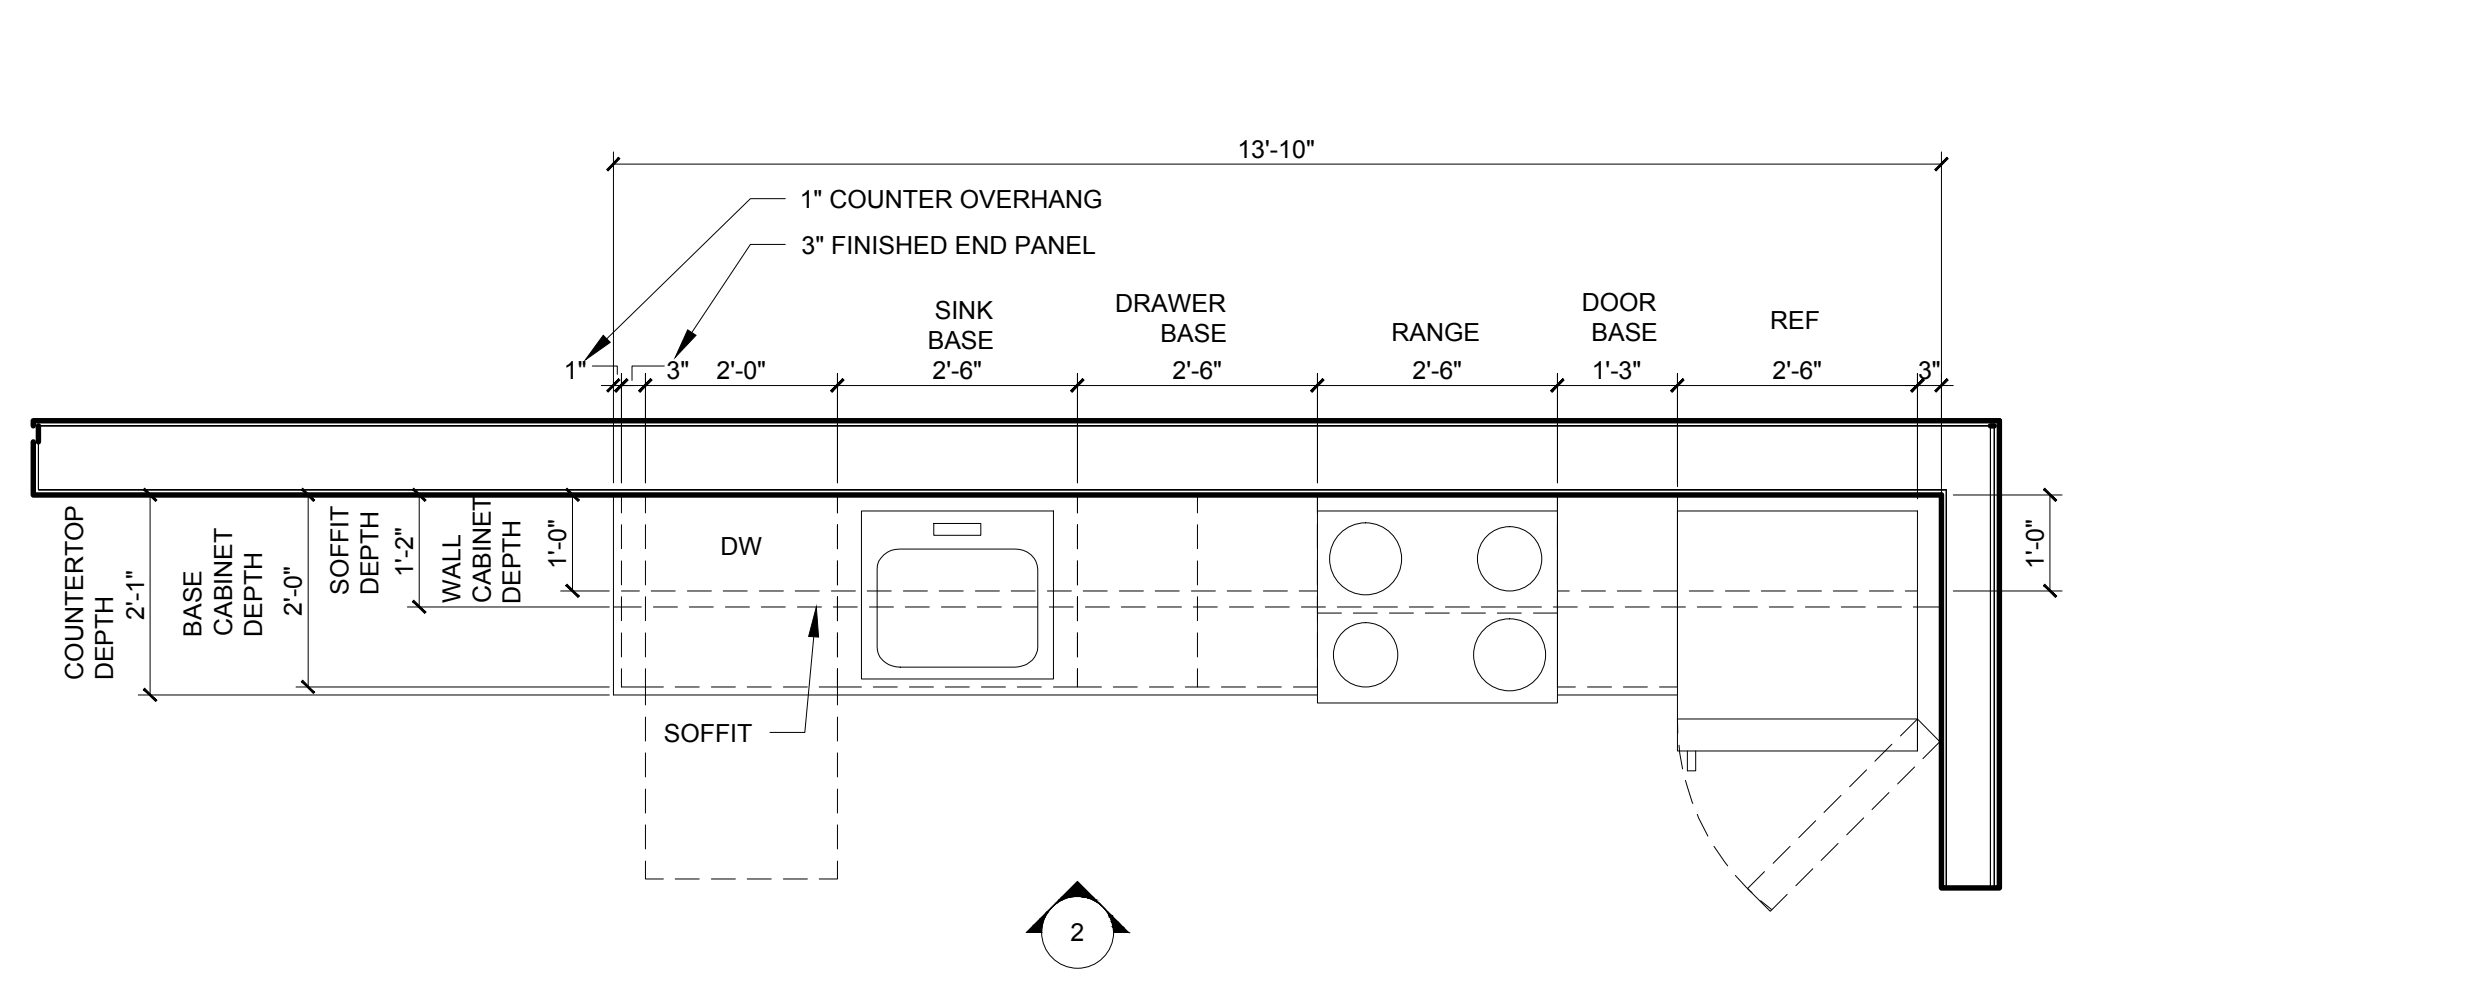 13'-10"
1" COUNTER OVERHANG
3" FINISHED END PANEL
SINK
BASE
DRAWER
BASE
RANGE
DOOR
BASE
REF
1"
3"
2'-0"
2'-6"
2'-6"
2'-6"
1'-3"
2'-6"
3"
COUNTERTOP
DEPTH
2'-1"
BASE
CABINET
DEPTH
2'-0"
SOFFIT
DEPTH
1'-2"
WALL
CABINET
DEPTH
1'-0"
DW
1'-0"
SOFFIT
2